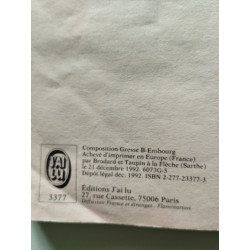 Composition Gresse B-Embourg
Achevé d'imprimer en Europe (France)
par Brodard et Taupin à la Flèche (Sarthe)
le 21 décembre 1992. 6073G-5
Dépôt légal déc. 1992. ISBN 2-277-23377-3
J'AI
LU
3377
Éditions J'ai lu
27, rue Cassette, 75006 Paris
Diffusion France et étranger : Flammarion